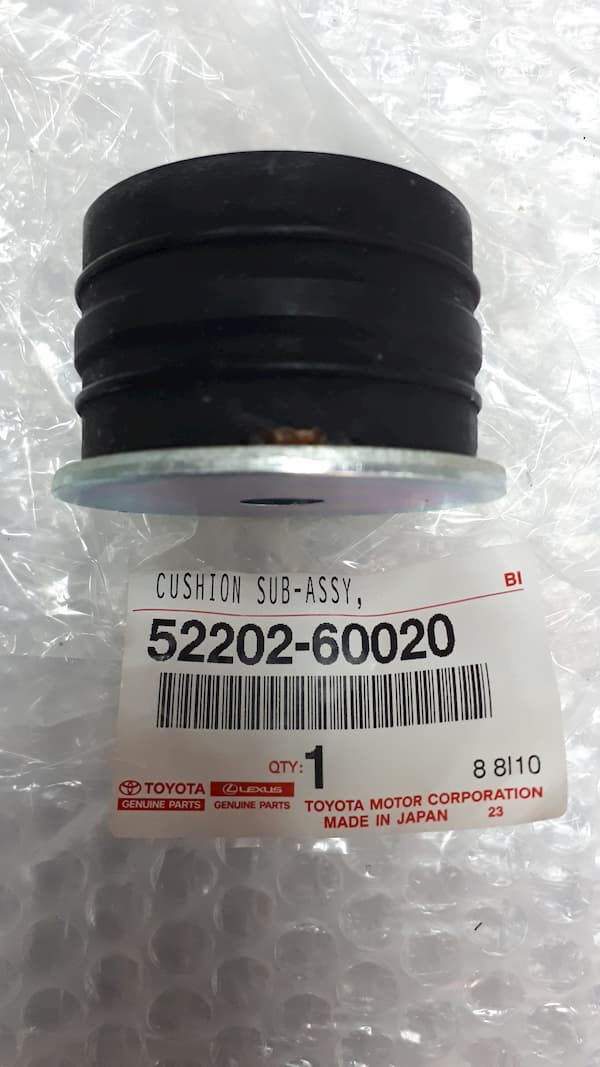 CUSHION SUB-ASSY,
BI
52202-60020
QTY: 1
8 8I10
TOYOTA LEXUS
GENUINE PARTS GENUINE PARTS
TOYOTA MOTOR CORPORATION
MADE IN JAPAN 23